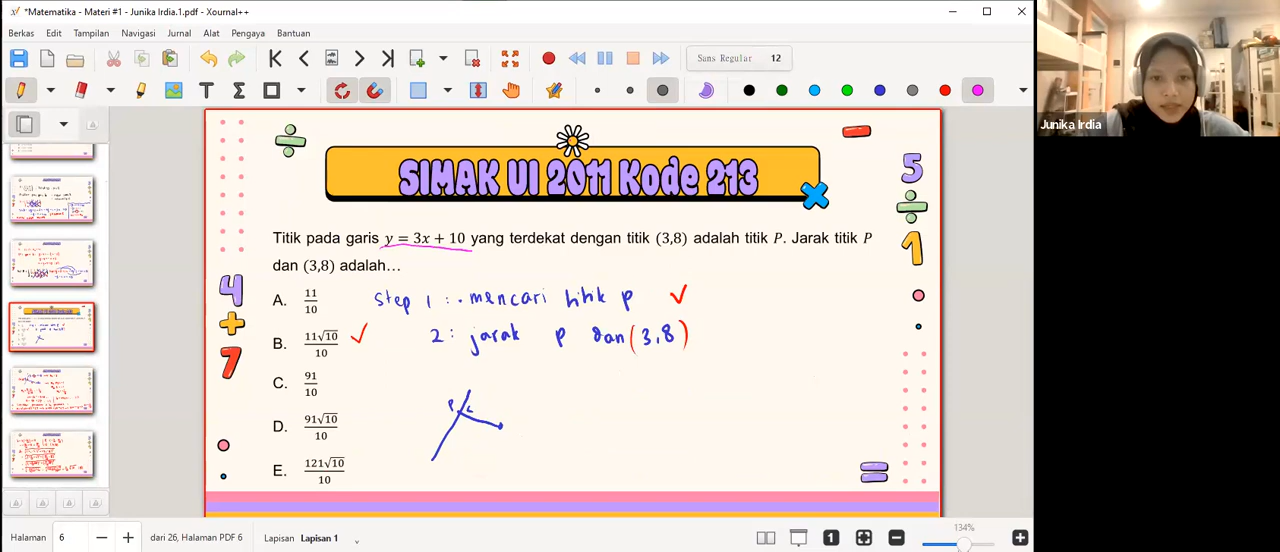 *Matematika - Materi #1 - Junika Irdia.1.pdf - Xournal++
Berkas Edit Tampilan Navigasi Jurnal Alat Pengaya Bantuan
Sans Regular 12
Junika Irdia
SIMAK UI 2011 Kode 213
5
÷
1
4
+
7
Titik pada garis y = 3x + 10 yang terdekat dengan titik (3,8) adalah titik P. Jarak titik P
dan (3,8) adalah…
A. 11/10
step 1 : . mencari titik p ✓
B. 11√10/10 ✓
2 : jarak p dan (3,8)
C. 91/10
D. 91√10/10
E. 121√10/10
P
Halaman 6 dari 26, Halaman PDF 6 Lapisan Lapisan 1
134%